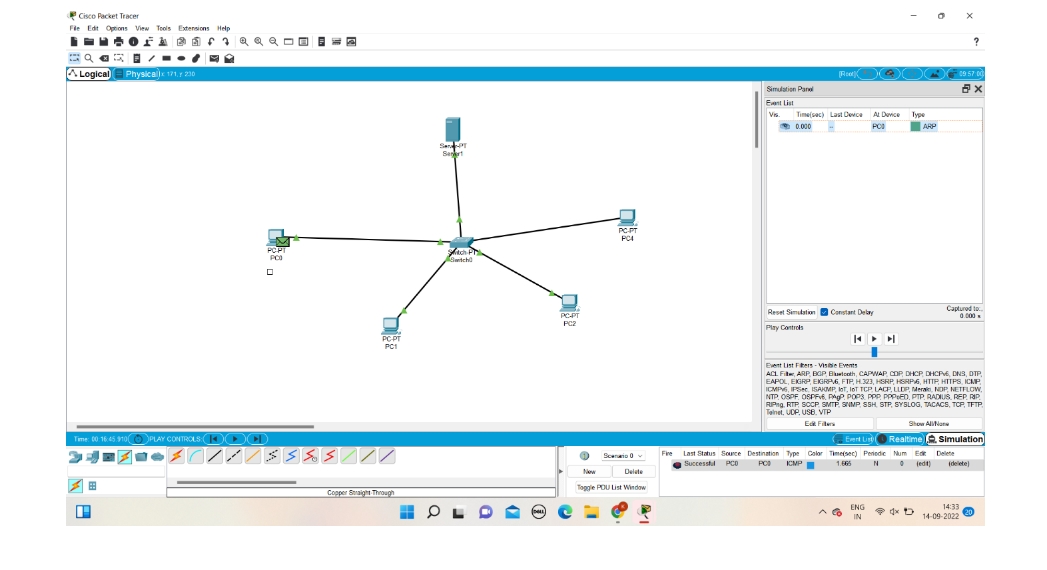 Cisco Packet Tracer
File Edit Options View Tools Extensions Help
?
Logical Physical x: 171, y: 230 [Root] 09:57:00
Simulation Panel
Event List
Vis. Time(sec) Last Device At Device Type
0.000 -- PC0 ARP
Server-PT
Server1
PC-PT
PC4
PC-PT
PC0
Switch-PT
Switch0
PC-PT
PC2
PC-PT
PC1
Reset Simulation Constant Delay Captured to:
0.000 s
Play Controls
Event List Filters - Visible Events
ACL Filter, ARP, BGP, Bluetooth, CAPWAP, CDP, DHCP, DHCPv6, DNS, DTP,
EAPOL, EIGRP, EIGRPv6, FTP, H.323, HSRP, HSRPv6, HTTP, HTTPS, ICMP,
ICMPv6, IPSec, ISAKMP, IoT, IoT TCP, LACP, LLDP, Meraki, NDP, NETFLOW,
NTP, OSPF, OSPFv6, PAgP, POP3, PPP, PPPoED, PTP, RADIUS, REP, RIP,
RIPng, RTP, SCCP, SMTP, SNMP, SSH, STP, SYSLOG, TACACS, TCP, TFTP,
Telnet, UDP, USB, VTP
Edit Filters Show All/None
Time: 00:16:45.910 PLAY CONTROLS: Event List Realtime Simulation
Scenario 0
New Delete
Toggle PDU List Window
Fire Last Status Source Destination Type Color Time(sec) Periodic Num Edit Delete
Successful PC0 PC0 ICMP 1.665 N 0 (edit) (delete)
Copper Straight-Through
DELL
ENG
IN
14:33
14-09-2022
20